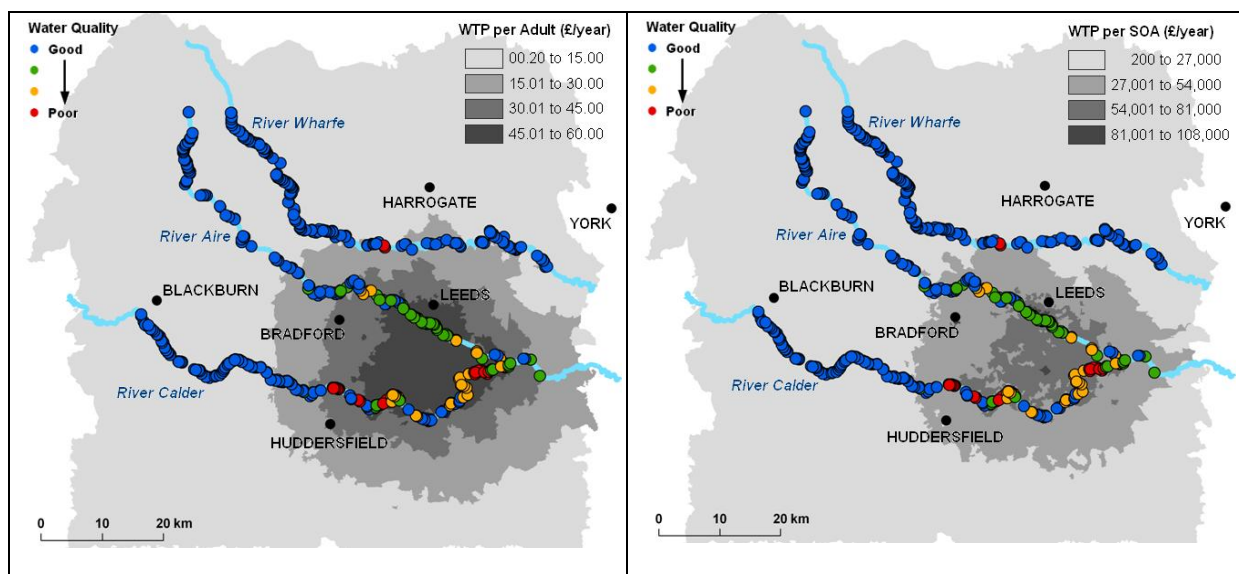 Water Quality
Good
Poor
WTP per Adult (£/year)
00.20 to 15.00
15.01 to 30.00
30.01 to 45.00
45.01 to 60.00
River Wharfe
HARROGATE
YORK
River Aire
BLACKBURN
LEEDS
BRADFORD
River Calder
HUDDERSFIELD
0 10 20 km
Water Quality
Good
Poor
WTP per SOA (£/year)
200 to 27,000
27,001 to 54,000
54,001 to 81,000
81,001 to 108,000
River Wharfe
HARROGATE
YORK
River Aire
BLACKBURN
LEEDS
BRADFORD
River Calder
HUDDERSFIELD
0 10 20 km